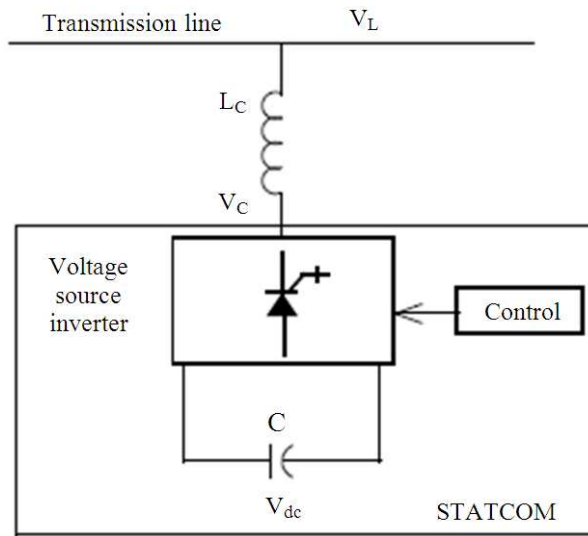 Transmission line
V_L
L_C
V_C
Voltage
source
inverter
Control
C
V_dc
STATCOM